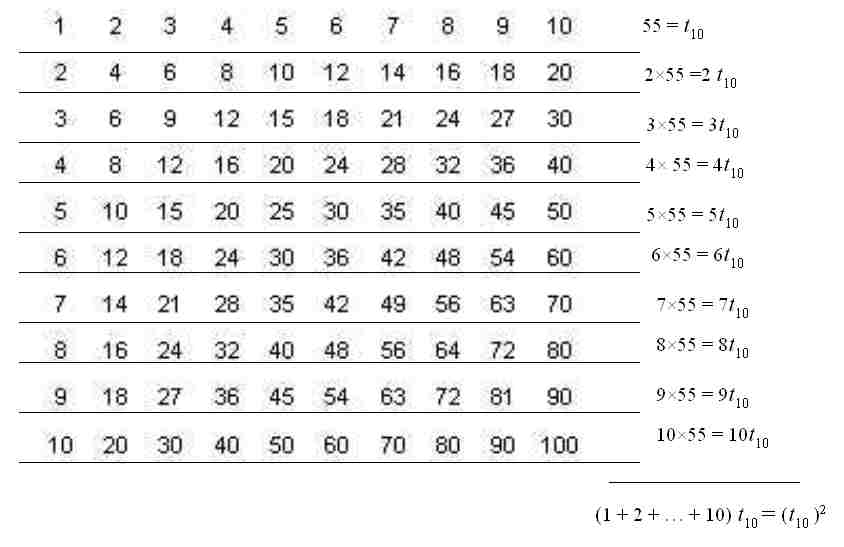 1 2 3 4 5 6 7 8 9 10 55 = t₁₀
2 4 6 8 10 12 14 16 18 20 2×55 =2 t₁₀
3 6 9 12 15 18 21 24 27 30 3×55 = 3t₁₀
4 8 12 16 20 24 28 32 36 40 4× 55 = 4t₁₀
5 10 15 20 25 30 35 40 45 50 5×55 = 5t₁₀
6 12 18 24 30 36 42 48 54 60 6×55 = 6t₁₀
7 14 21 28 35 42 49 56 63 70 7×55 = 7t₁₀
8 16 24 32 40 48 56 64 72 80 8×55 = 8t₁₀
9 18 27 36 45 54 63 72 81 90 9×55 = 9t₁₀
10 20 30 40 50 60 70 80 90 100 10×55 = 10t₁₀
(1 + 2 + … + 10) t₁₀ = (t₁₀ )²